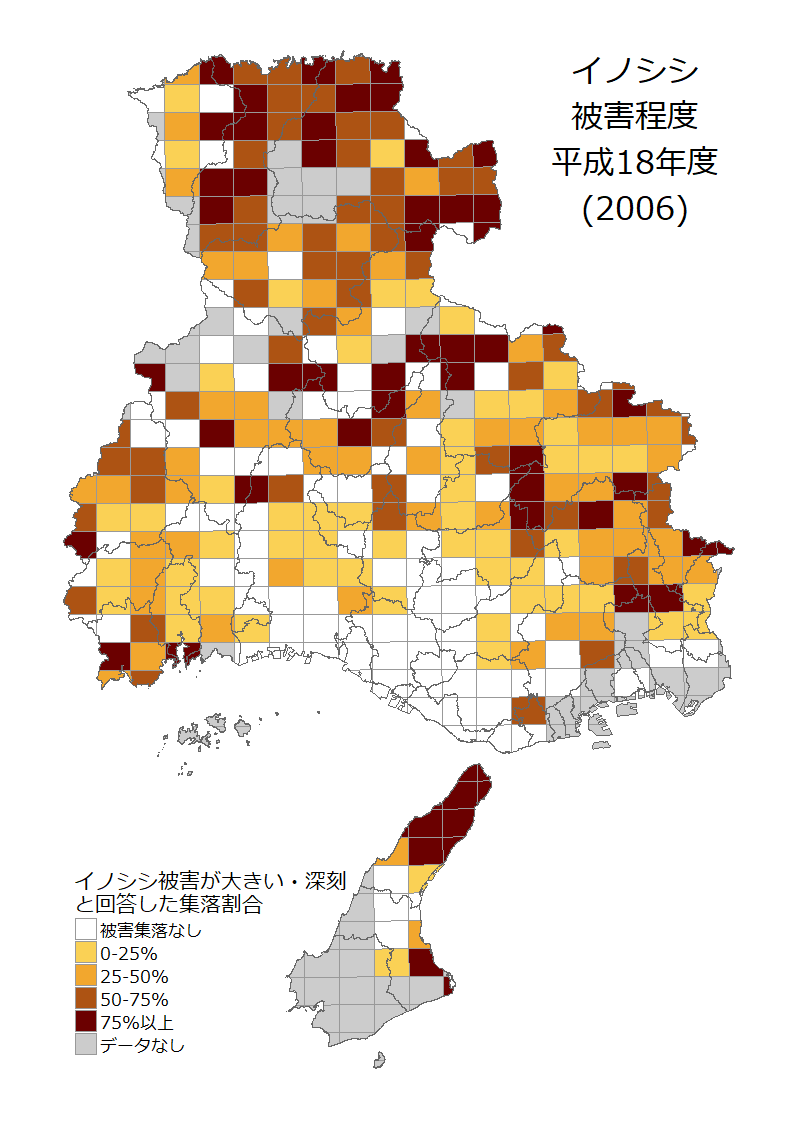 イノシシ
被害程度
平成18年度
(2006)
イノシシ被害が大きい・深刻
と回答した集落割合
被害集落なし
0-25%
25-50%
50-75%
75%以上
データなし